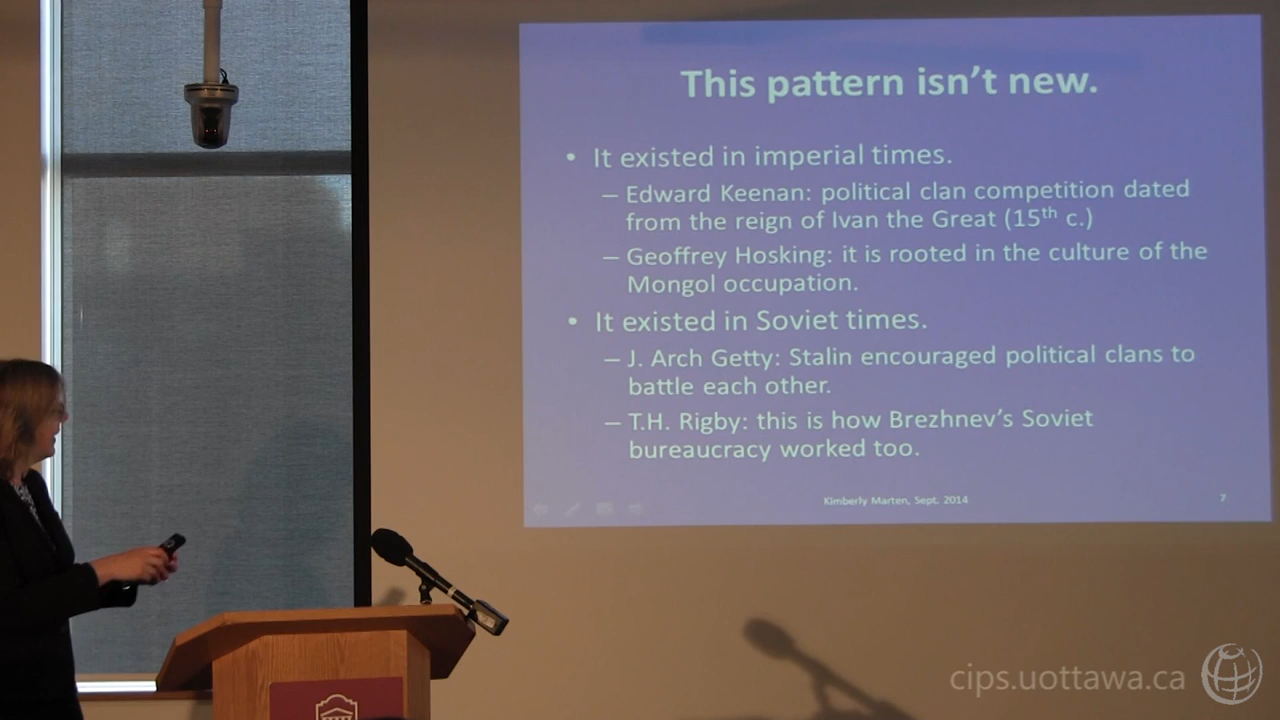 This pattern isn't new.
• It existed in imperial times.
– Edward Keenan: political clan competition dated
from the reign of Ivan the Great (15th c.)
– Geoffrey Hosking: it is rooted in the culture of the
Mongol occupation.
• It existed in Soviet times.
– J. Arch Getty: Stalin encouraged political clans to
battle each other.
– T.H. Rigby: this is how Brezhnev's Soviet
bureaucracy worked too.
Kimberly Marten, Sept. 2014
7
cips.uottawa.ca